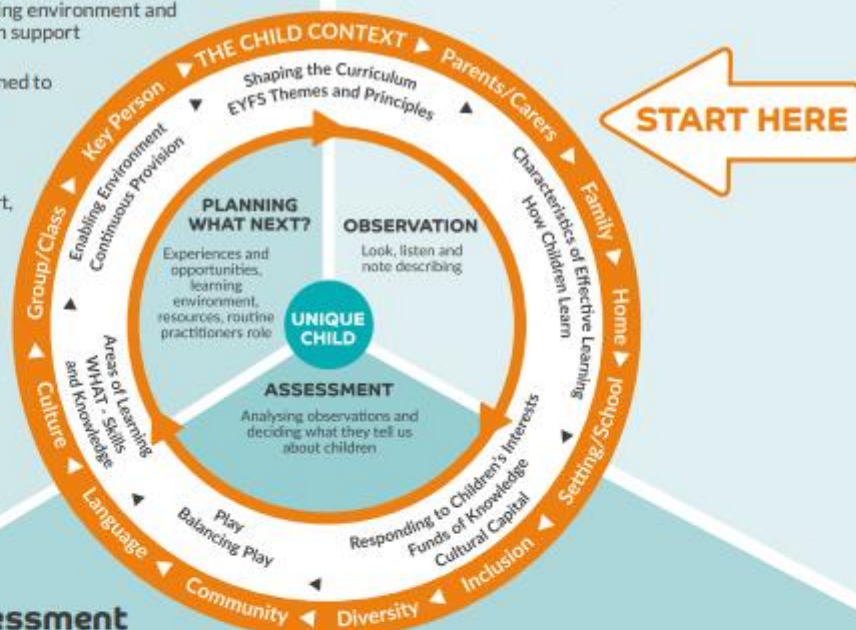 ing environment and
n support
ned to
rt,
THE CHILD CONTEXT
Parents/Carers
Family
Home
Setting/School
Inclusion
Diversity
Community
Language
Culture
Group/Class
Key Person
Shaping the Curriculum
EYFS Themes and Principles
Characteristics of Effective Learning
How Children Learn
Responding to Children's Interests
Funds of Knowledge
Cultural Capital
Play
Balancing Play
Areas of Learning
WHAT - Skills
and Knowledge
Enabling Environment
Continuous Provision
PLANNING
WHAT NEXT?
Experiences and
opportunities,
learning
environment,
resources, routine
practitioners role
OBSERVATION
Look, listen and
note describing
UNIQUE
CHILD
ASSESSMENT
Analysing observations and
deciding what they tell us
about children
START HERE
essment